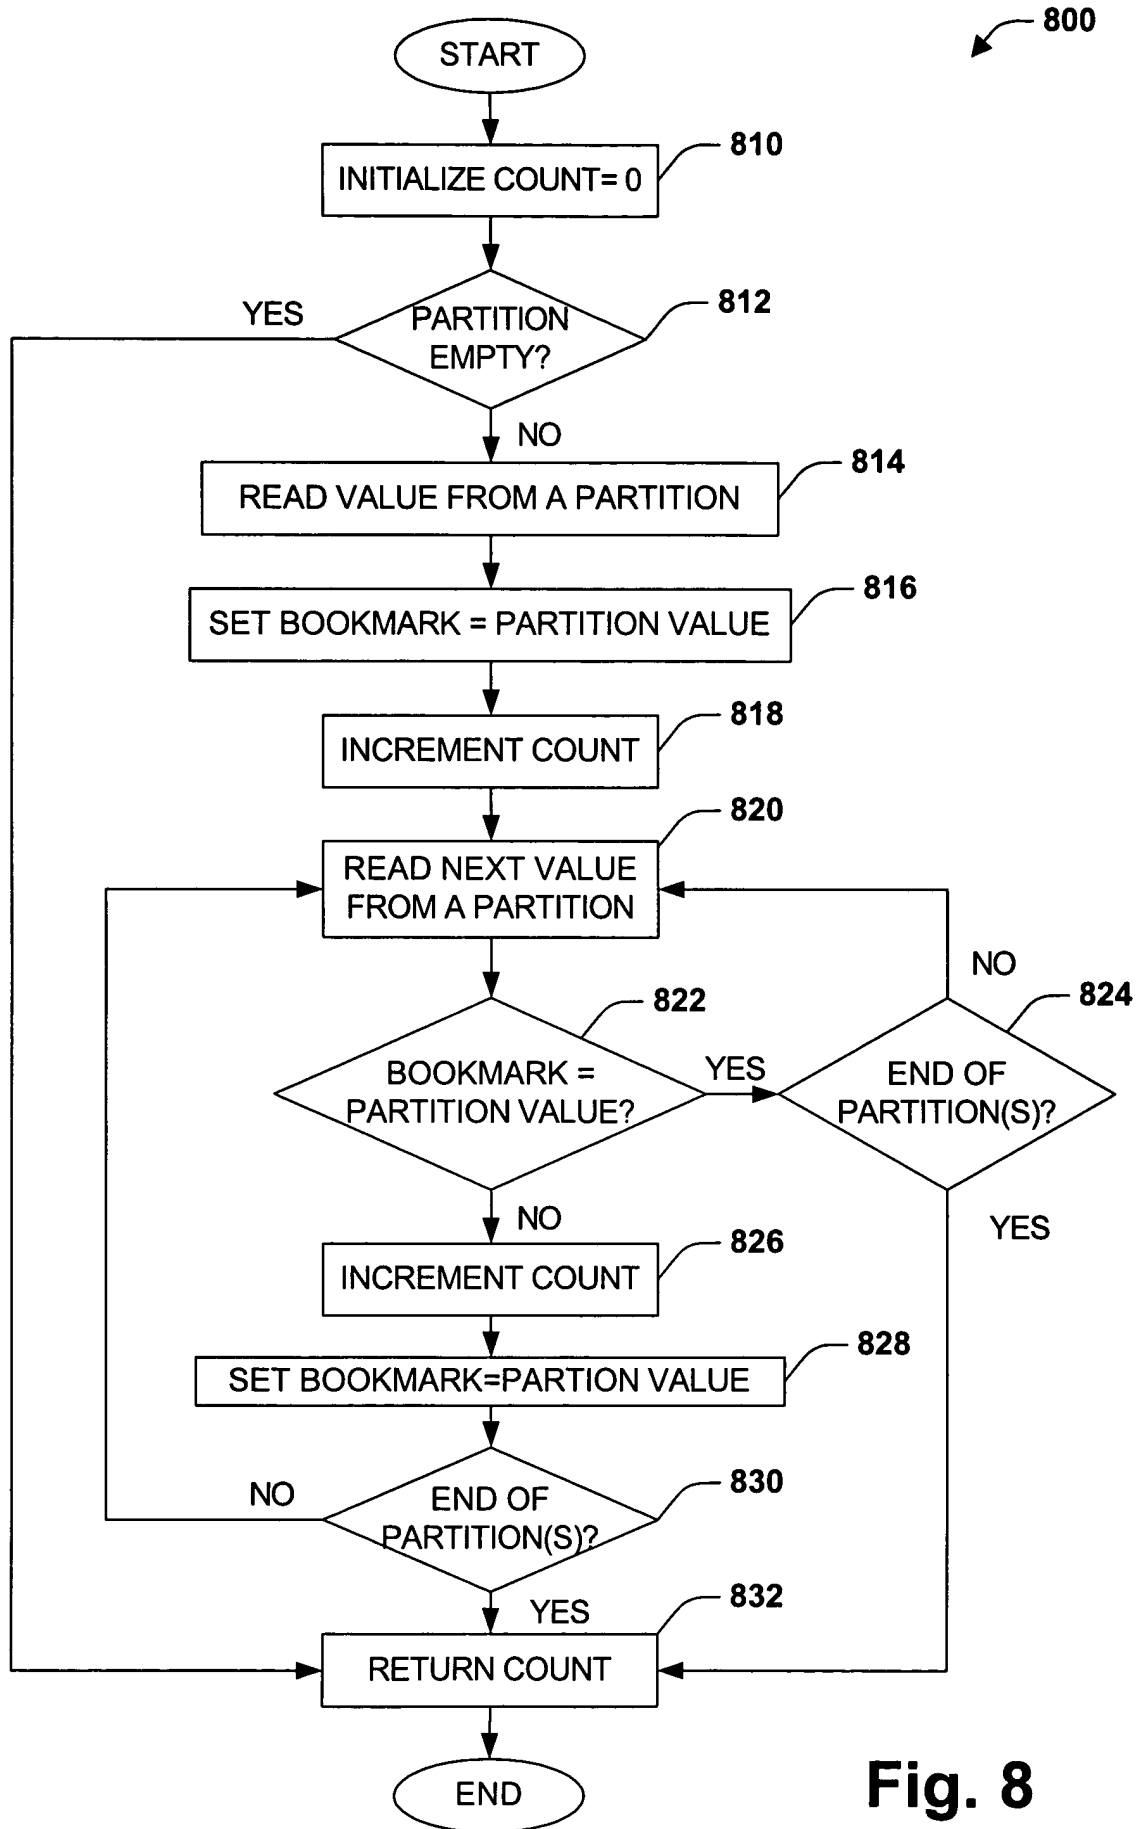 800
START
810
INITIALIZE COUNT= 0
812
YES
PARTITION
EMPTY?
NO
814
READ VALUE FROM A PARTITION
816
SET BOOKMARK = PARTITION VALUE
818
INCREMENT COUNT
820
READ NEXT VALUE
FROM A PARTITION
NO
822
824
BOOKMARK =
PARTITION VALUE?
YES
END OF
PARTITION(S)?
NO
YES
826
INCREMENT COUNT
828
SET BOOKMARK=PARTION VALUE
830
NO
END OF
PARTITION(S)?
YES
832
RETURN COUNT
END
Fig. 8